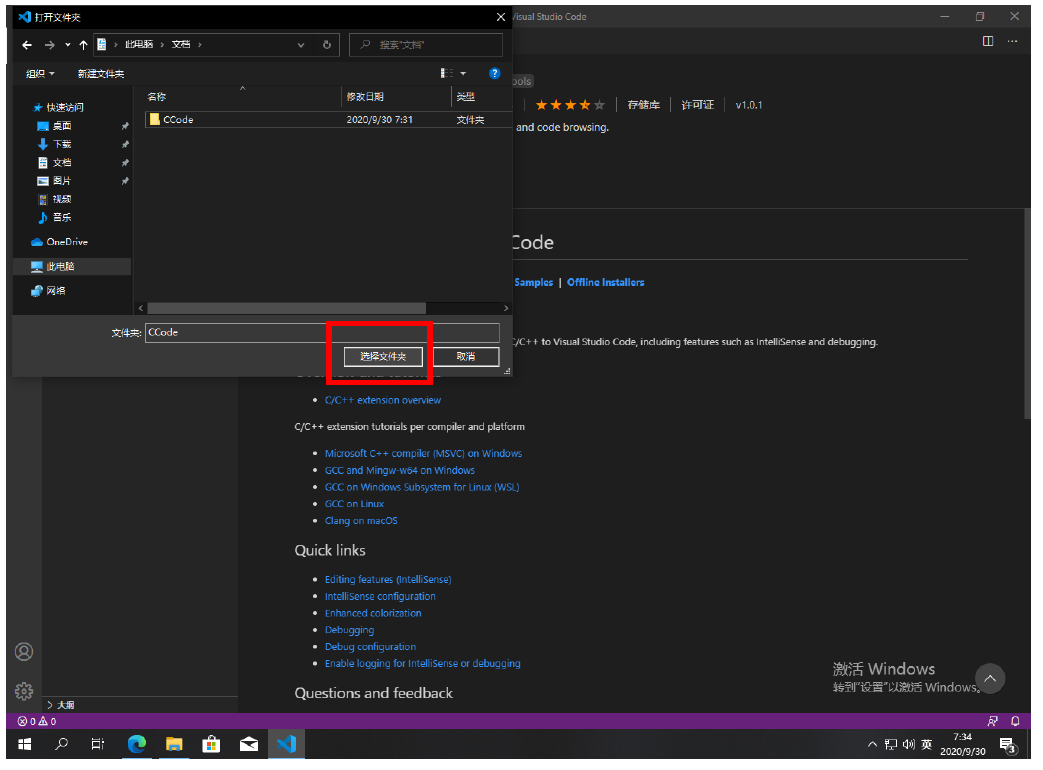 打开文件夹
Visual Studio Code
此电脑 › 文档 ›
搜索"文档"
组织
新建文件夹
ools
名称
修改日期
类型
存储库
许可证
v1.0.1
快速访问
CCode
2020/9/30 7:31
文件夹
and code browsing.
桌面
下载
文档
图片
视频
音乐
OneDrive
Code
此电脑
Samples | Offline Installers
网络
文件夹:
CCode
C/C++ to Visual Studio Code, including features such as IntelliSense and debugging.
选择文件夹
取消
C/C++ extension overview
C/C++ extension tutorials per compiler and platform
Microsoft C++ compiler (MSVC) on Windows
GCC and Mingw-w64 on Windows
GCC on Windows Subsystem for Linux (WSL)
GCC on Linux
Clang on macOS
Quick links
Editing features (IntelliSense)
IntelliSense configuration
Enhanced colorization
Debugging
Debug configuration
Enable logging for IntelliSense or debugging
激活 Windows
转到"设置"以激活 Windows。
Questions and feedback
大纲
0 0
英
7:34
2020/9/30
3